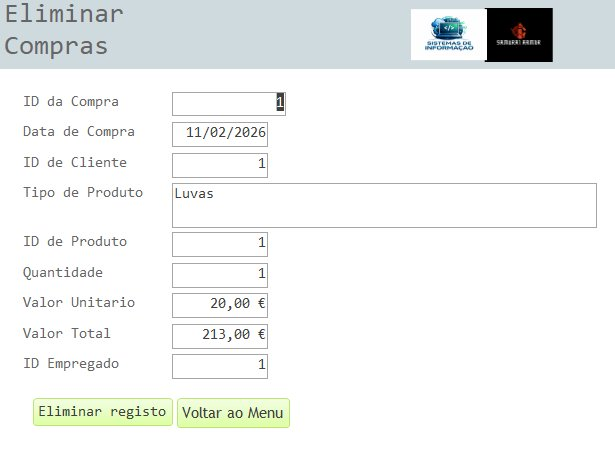 Eliminar
Compras
SISTEMAS DE
INFORMAÇÃO
SAMURAI ARMOR
ID da Compra 1
Data de Compra 11/02/2026
ID de Cliente 1
Tipo de Produto Luvas
ID de Produto 1
Quantidade 1
Valor Unitario 20,00 €
Valor Total 213,00 €
ID Empregado 1
Eliminar registo Voltar ao Menu